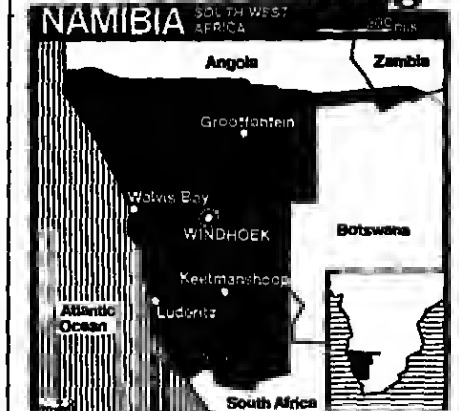 NAMIBIA SOUTH WEST
AFRICA
Angola
Zambia
Grootfontein
Walvis Bay
WINDHOEK
Botswana
Keetmanshoop
Luderitz
Atlantic
Ocean
South Africa